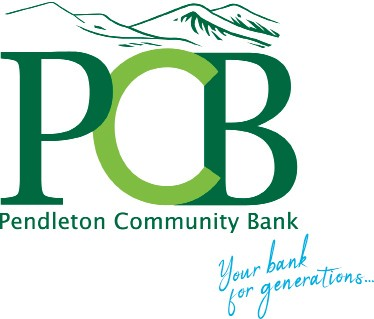 PCB
Pendleton Community Bank
Your bank
for generations...